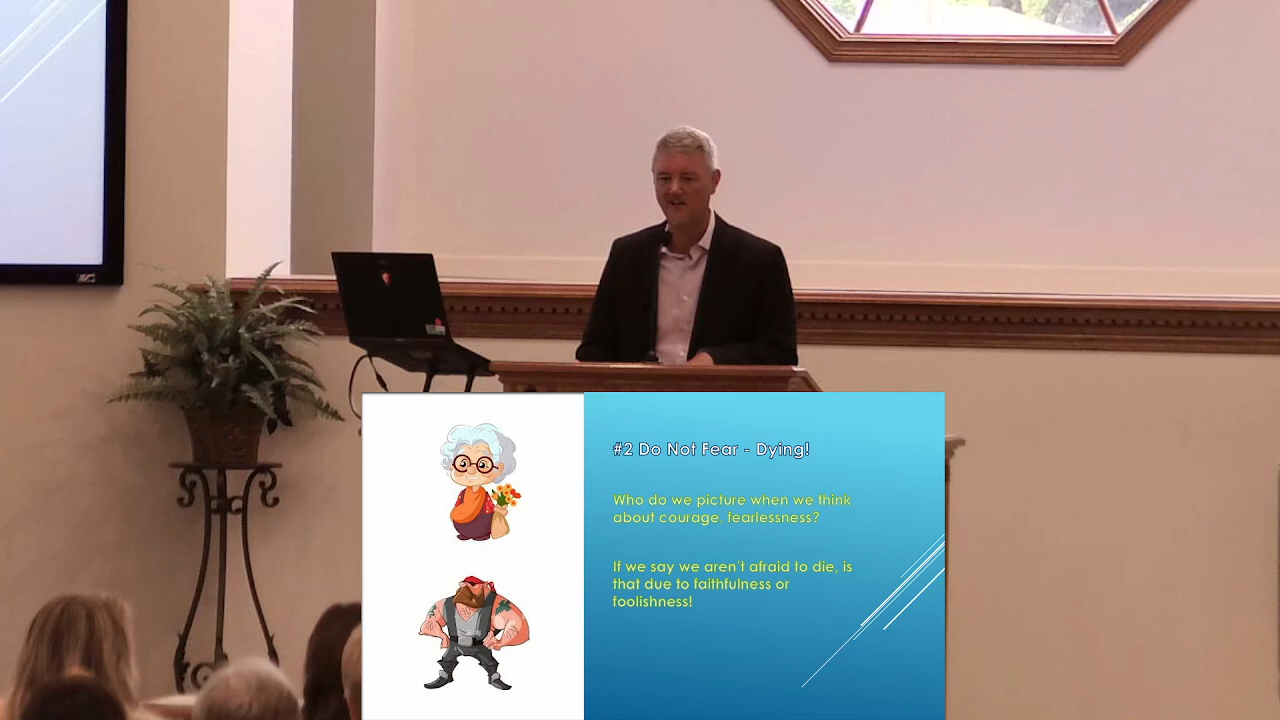 #2 Do Not Fear - Dying!
Who do we picture when we think
about courage, fearlessness?
If we say we aren't afraid to die, is
that due to faithfulness or
foolishness!